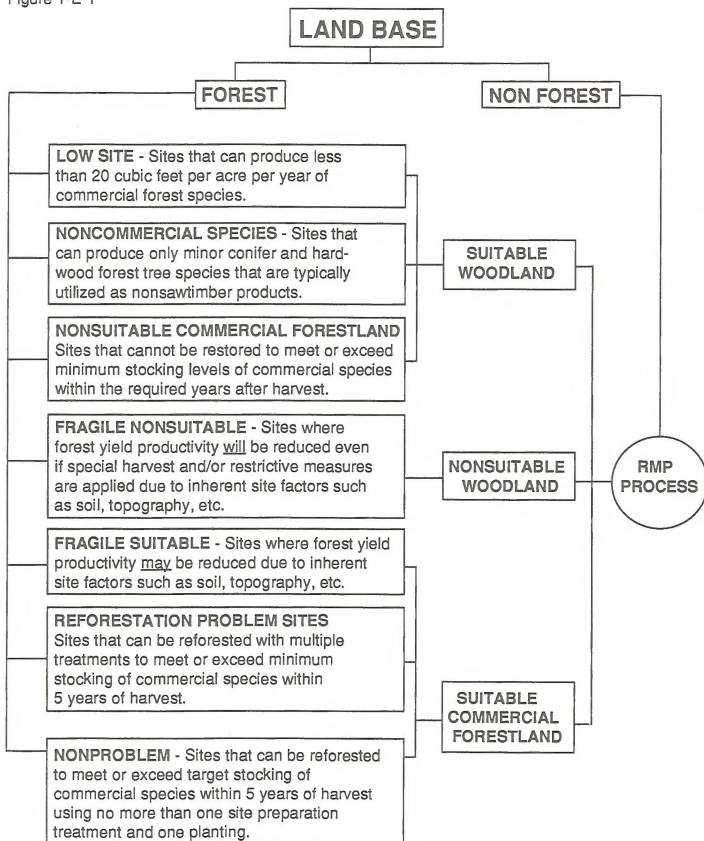 LAND BASE
FOREST
NON FOREST
LOW SITE - Sites that can produce less
than 20 cubic feet per acre per year of
commercial forest species.
NONCOMMERCIAL SPECIES - Sites that
can produce only minor conifer and hard-
wood forest tree species that are typically
utilized as nonsawtimber products.
SUITABLE
WOODLAND
NONSUITABLE COMMERCIAL FORESTLAND
Sites that cannot be restored to meet or exceed
minimum stocking levels of commercial species
within the required years after harvest.
FRAGILE NONSUITABLE - Sites where
forest yield productivity will be reduced even
if special harvest and/or restrictive measures
are applied due to inherent site factors such
as soil, topography, etc.
NONSUITABLE
WOODLAND
RMP
PROCESS
FRAGILE SUITABLE - Sites where forest yield
productivity may be reduced due to inherent
site factors such as soil, topography, etc.
REFORESTATION PROBLEM SITES
Sites that can be reforested with multiple
treatments to meet or exceed minimum
stocking of commercial species within
5 years of harvest.
SUITABLE
COMMERCIAL
FORESTLAND
NONPROBLEM - Sites that can be reforested
to meet or exceed target stocking of
commercial species within 5 years of harvest
using no more than one site preparation
treatment and one planting.